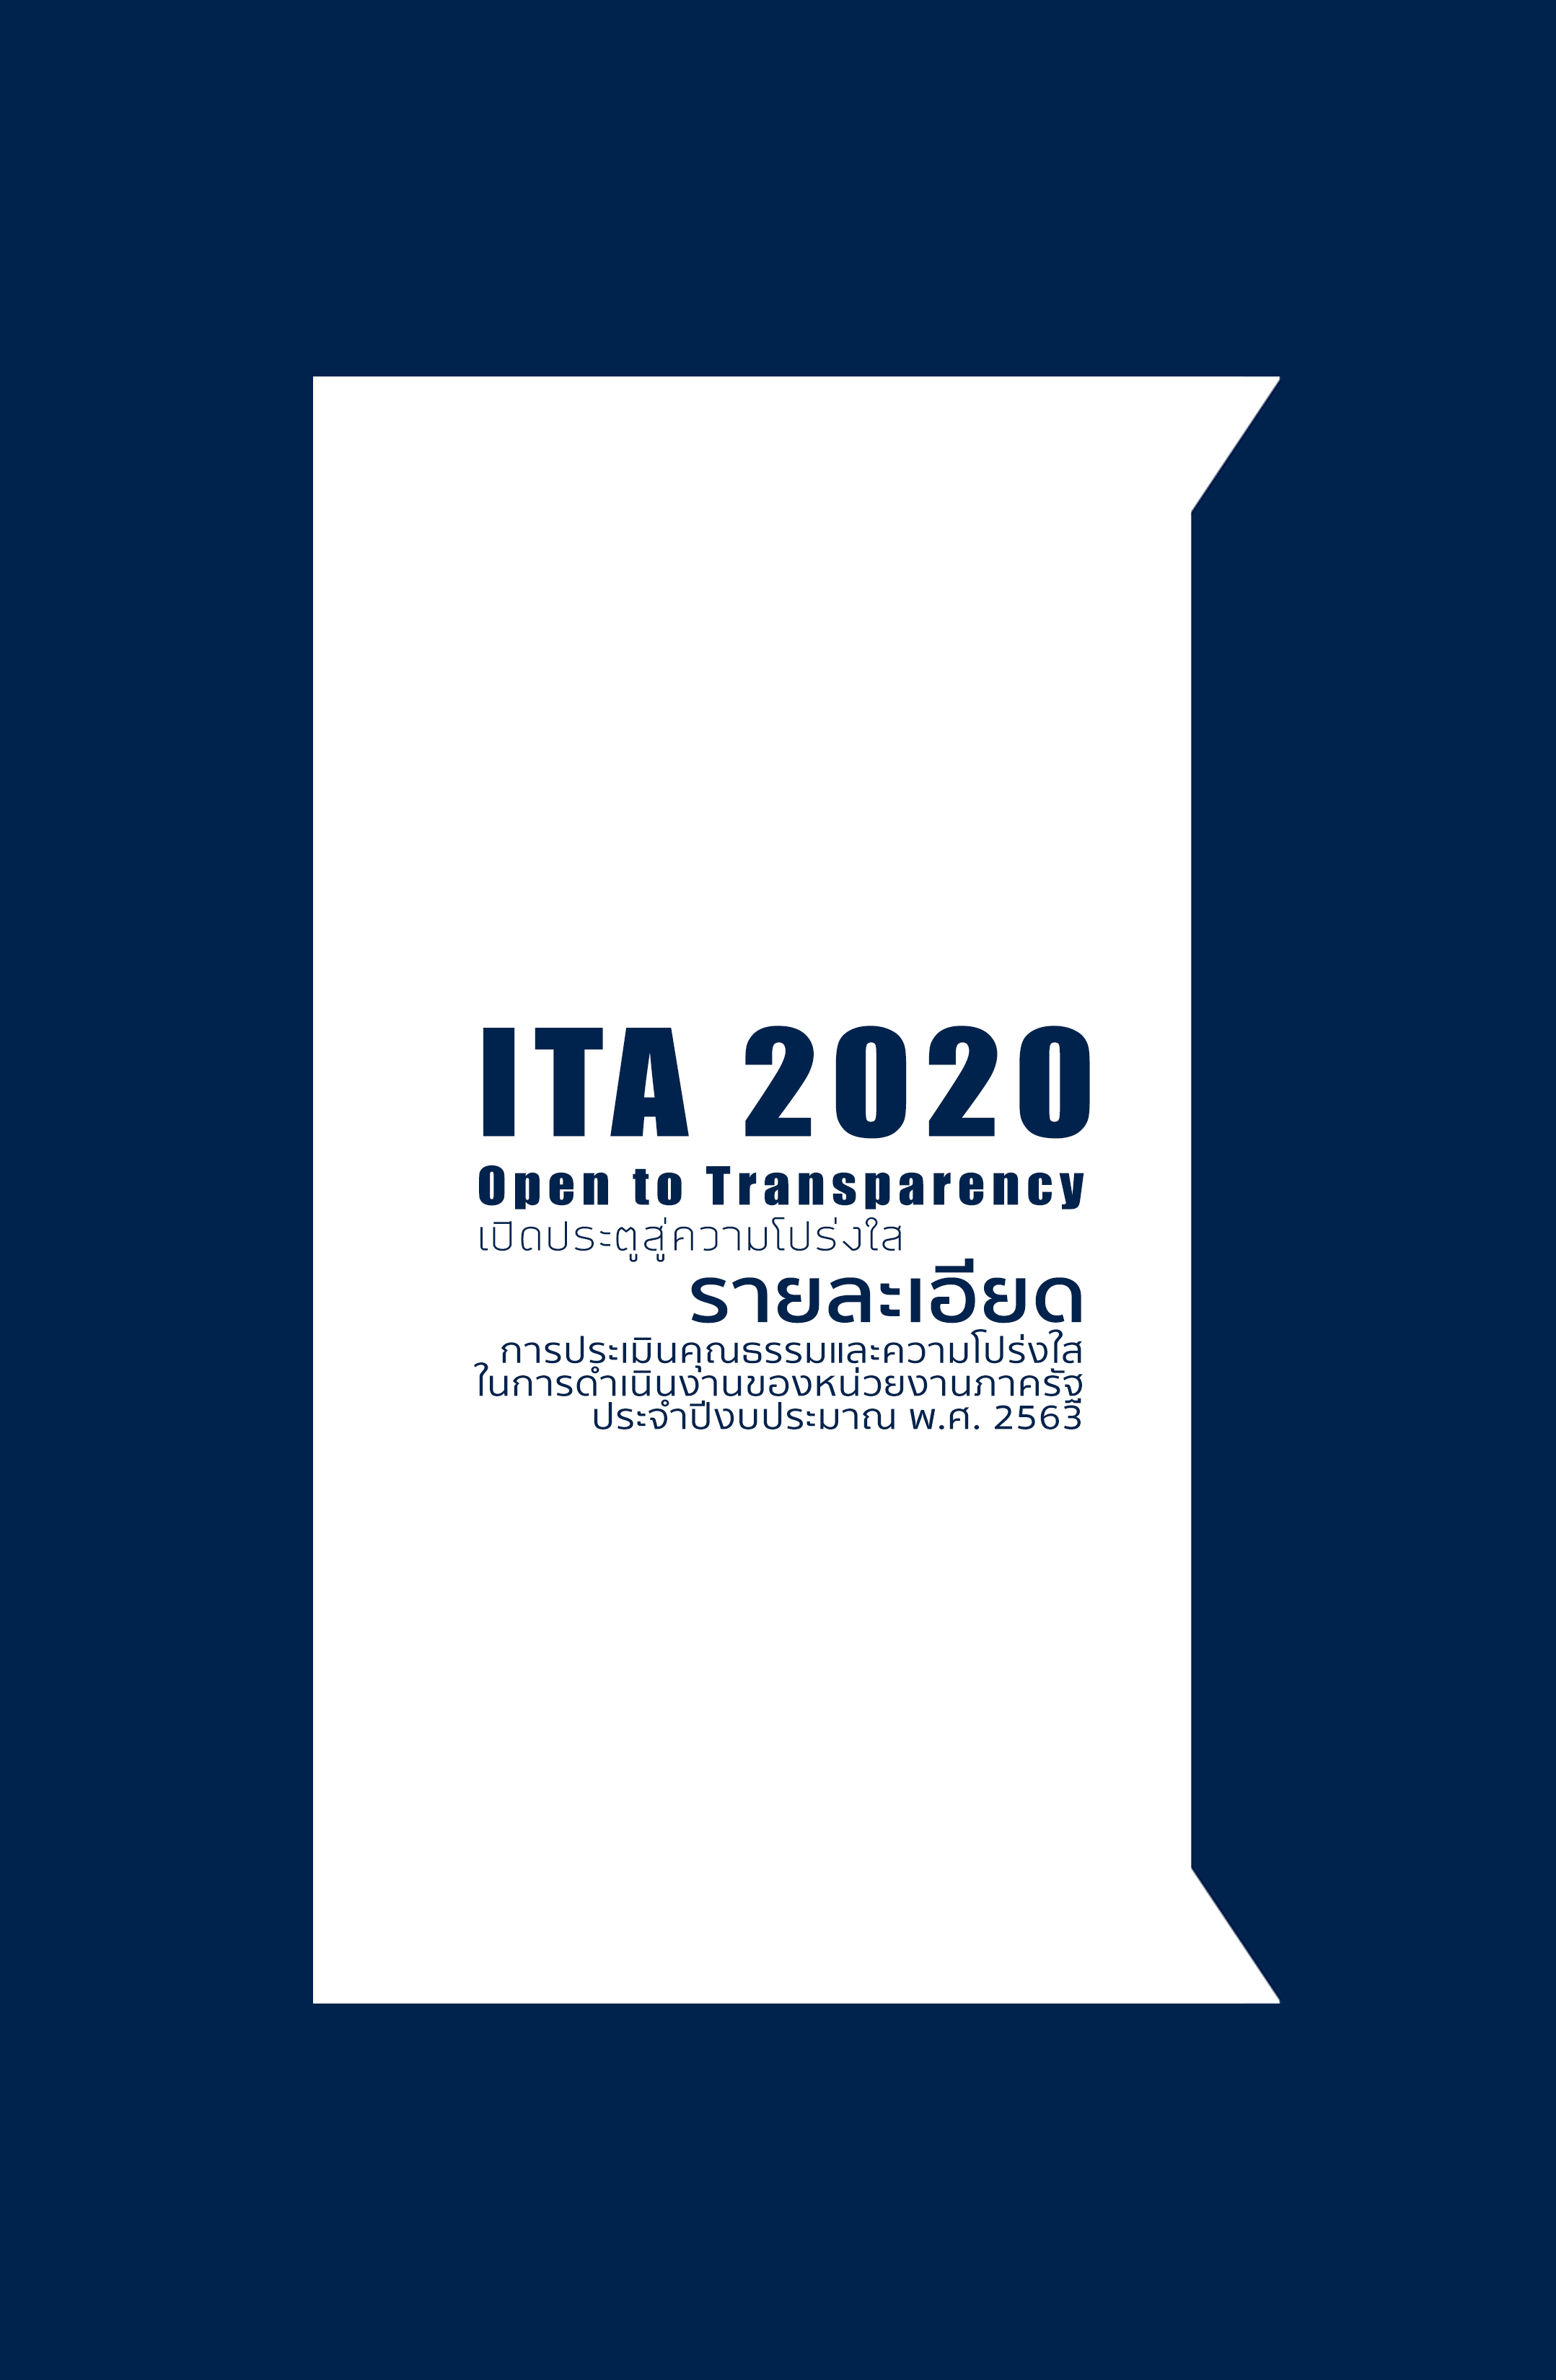 ITA 2020
Open to Transparency
เปิดประตูสู่ความโปร่งใส
รายละเอียด
การประเมินคุณธรรมและความโปร่งใส
ในการดำเนินงานของหน่วยงานภาครัฐ
ประจำปีงบประมาณ พ.ศ. 2563